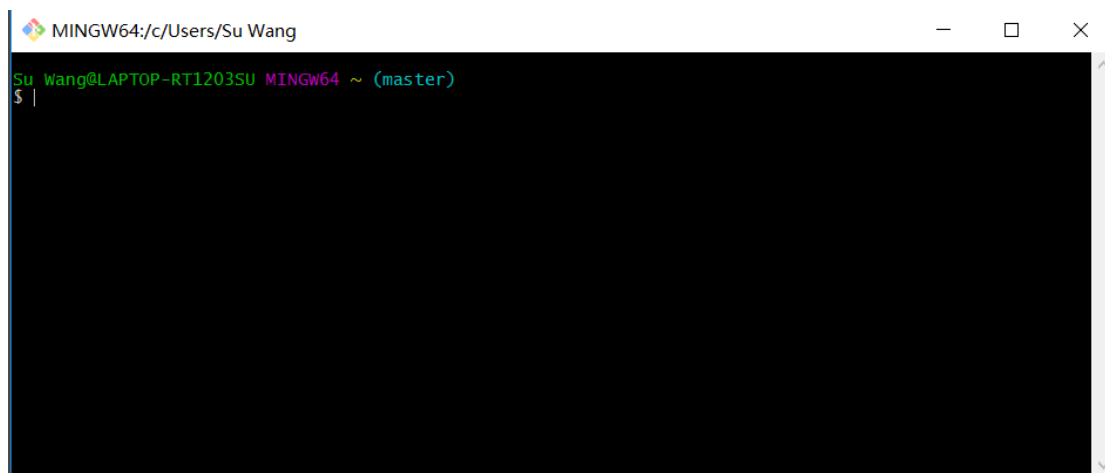 MINGW64:/c/Users/Su Wang
Su Wang@LAPTOP-RT1203SU MINGW64 ~ (master)
$